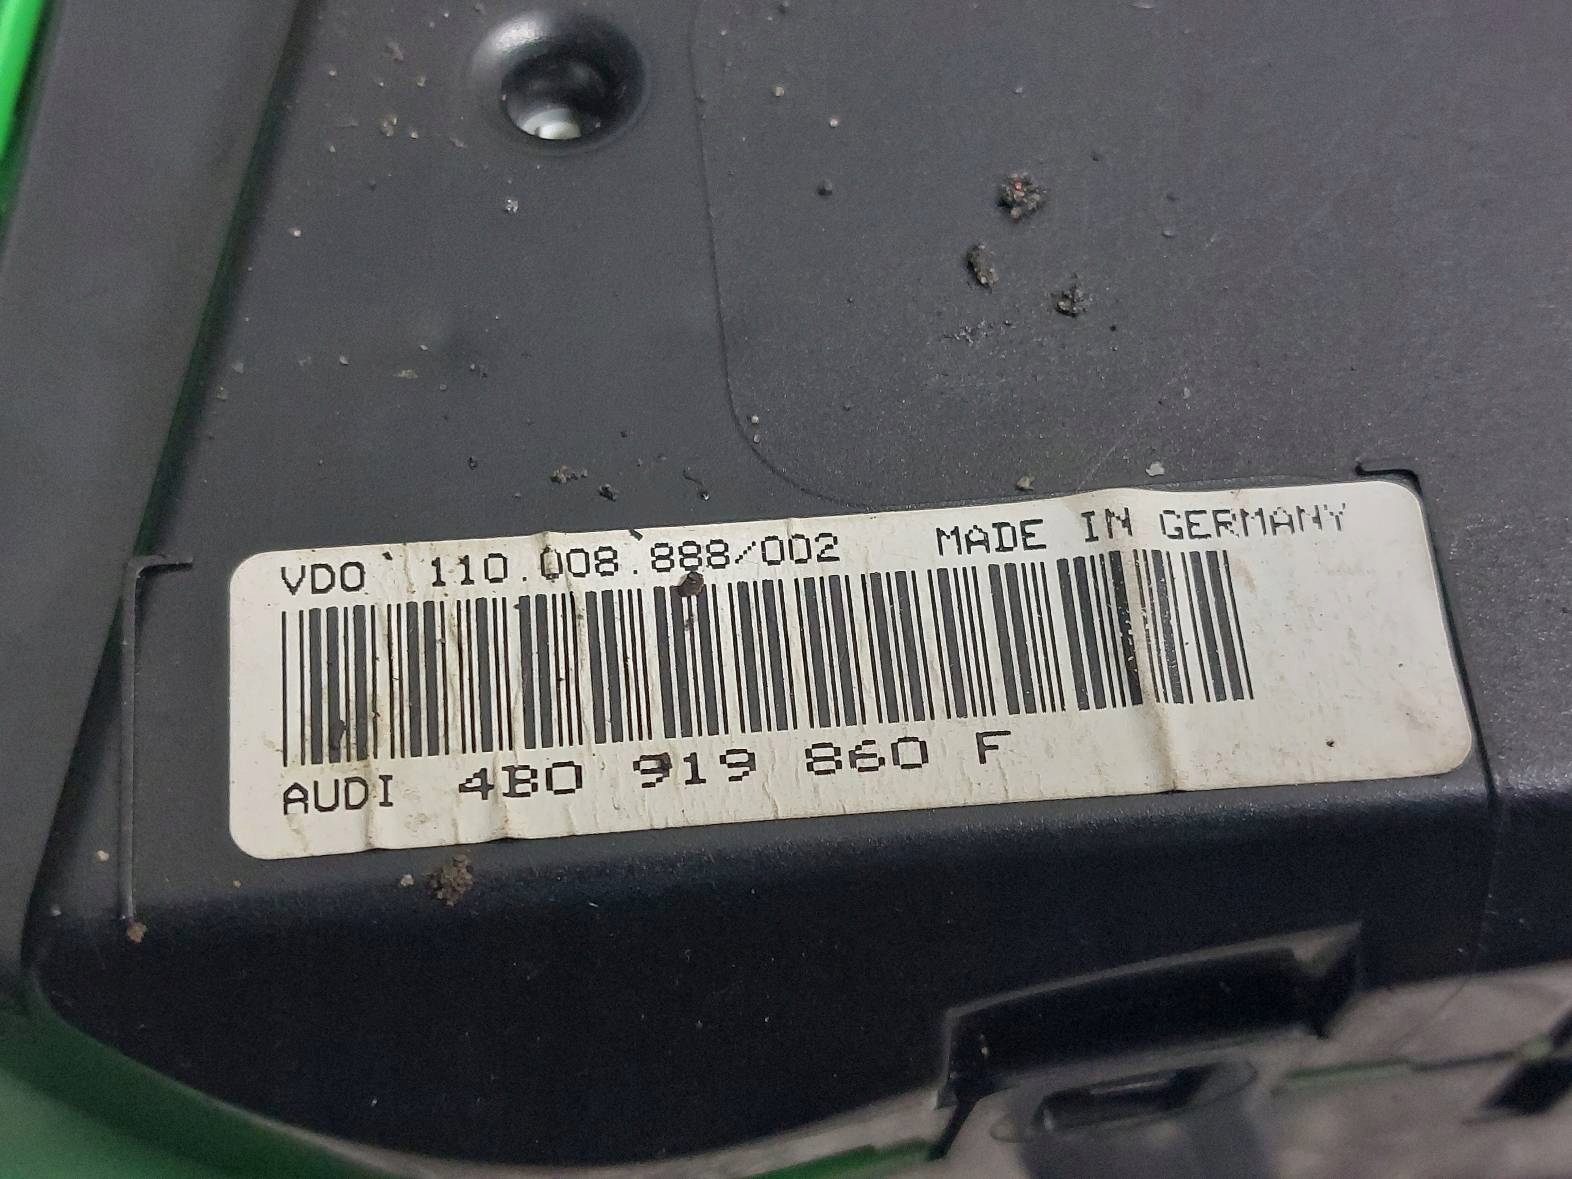 VDO 110.008.888/002 MADE IN GERMANY
AUDI 4B0 919 860 F